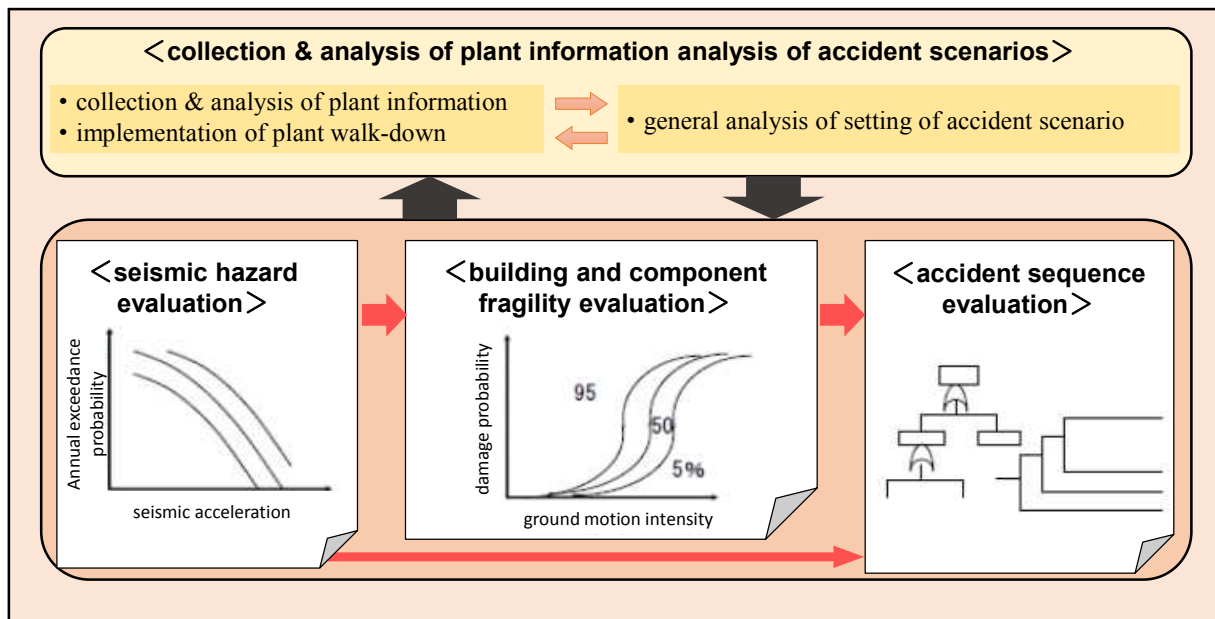 ＜collection & analysis of plant information analysis of accident scenarios＞
• collection & analysis of plant information
• implementation of plant walk-down
• general analysis of setting of accident scenario
＜seismic hazard
evaluation＞
Annual exceedance
probability
seismic acceleration
＜building and component
fragility evaluation＞
damage probability
95
50
5%
ground motion intensity
＜accident sequence
evaluation＞